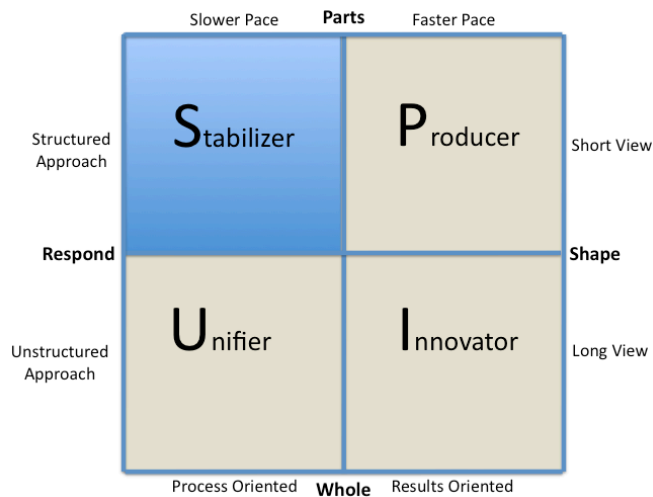 Slower Pace Parts Faster Pace
Structured Approach Stabilizer Producer Short View
Respond Shape
Unstructured Approach Unifier Innovator Long View
Process Oriented Whole Results Oriented